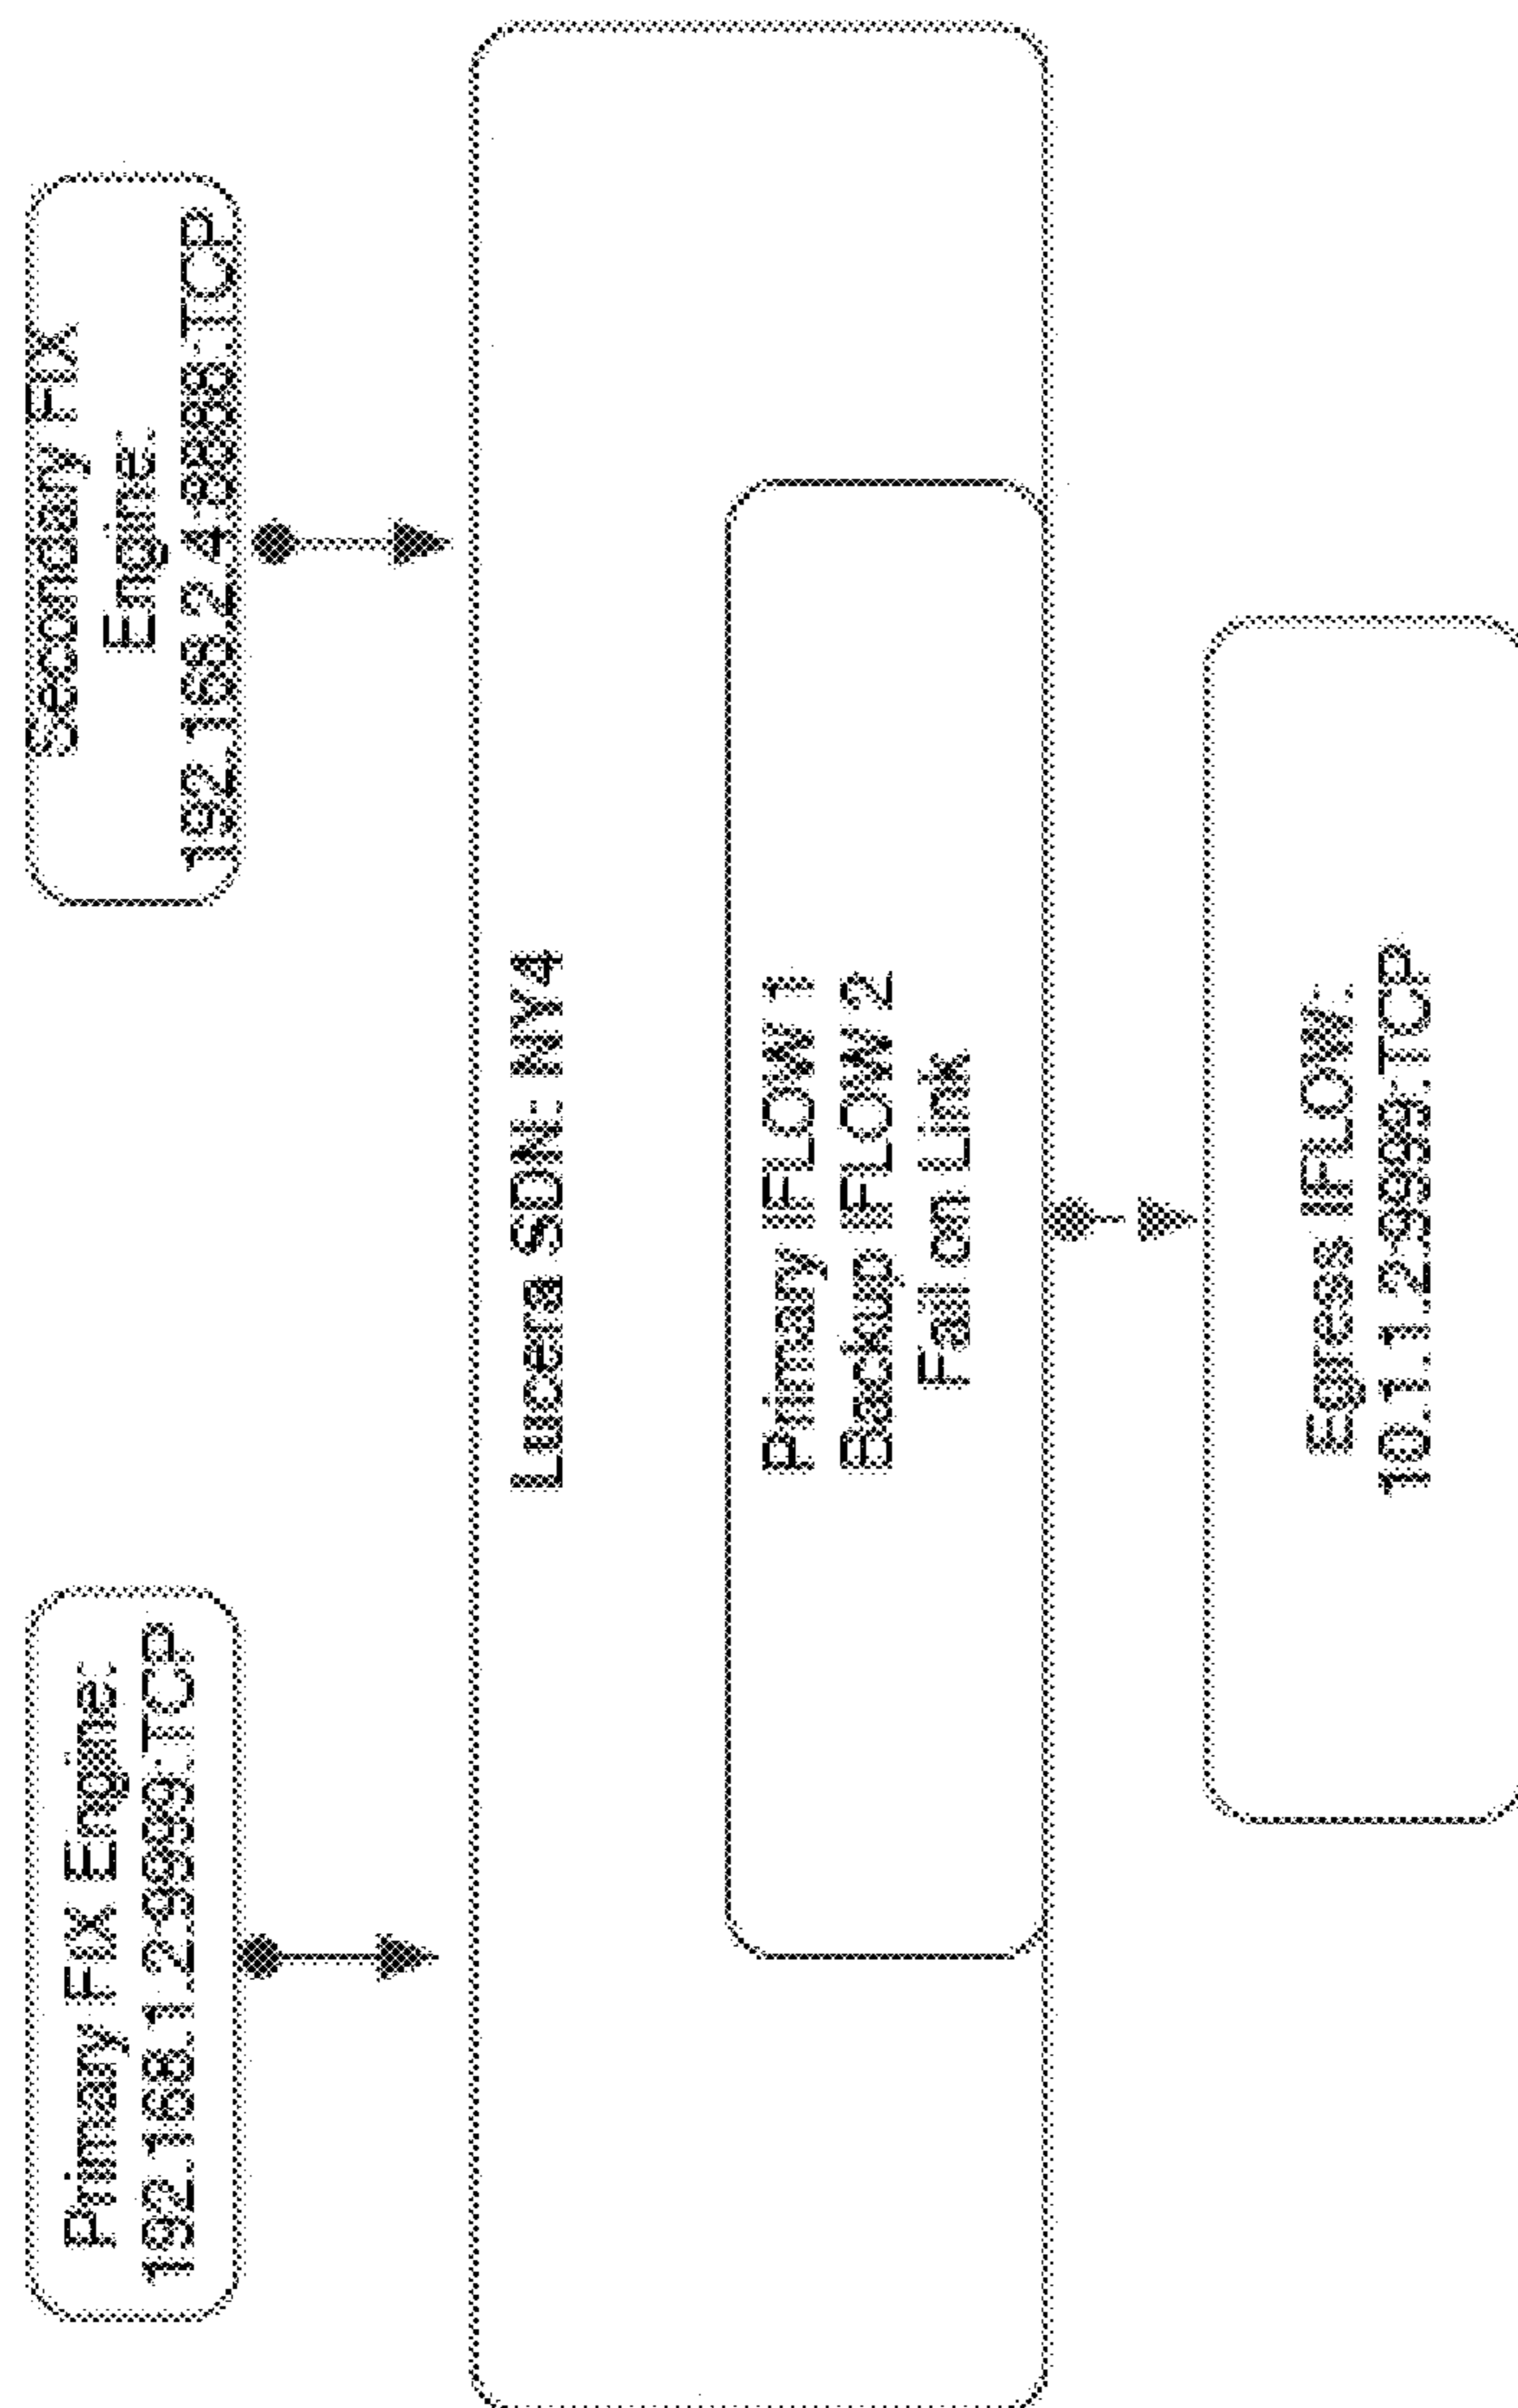 Primary FIX Engine:
192.168.1.2:9999:TCP
Secondary FIX
Engine:
192.168.2.4:8888:TCP
Lucera SDN: NY4
Primary IFLOW 1
Backup IFLOW 2
Fail on Link
Egress IFLOW:
10.1.1.2:9999:TCP